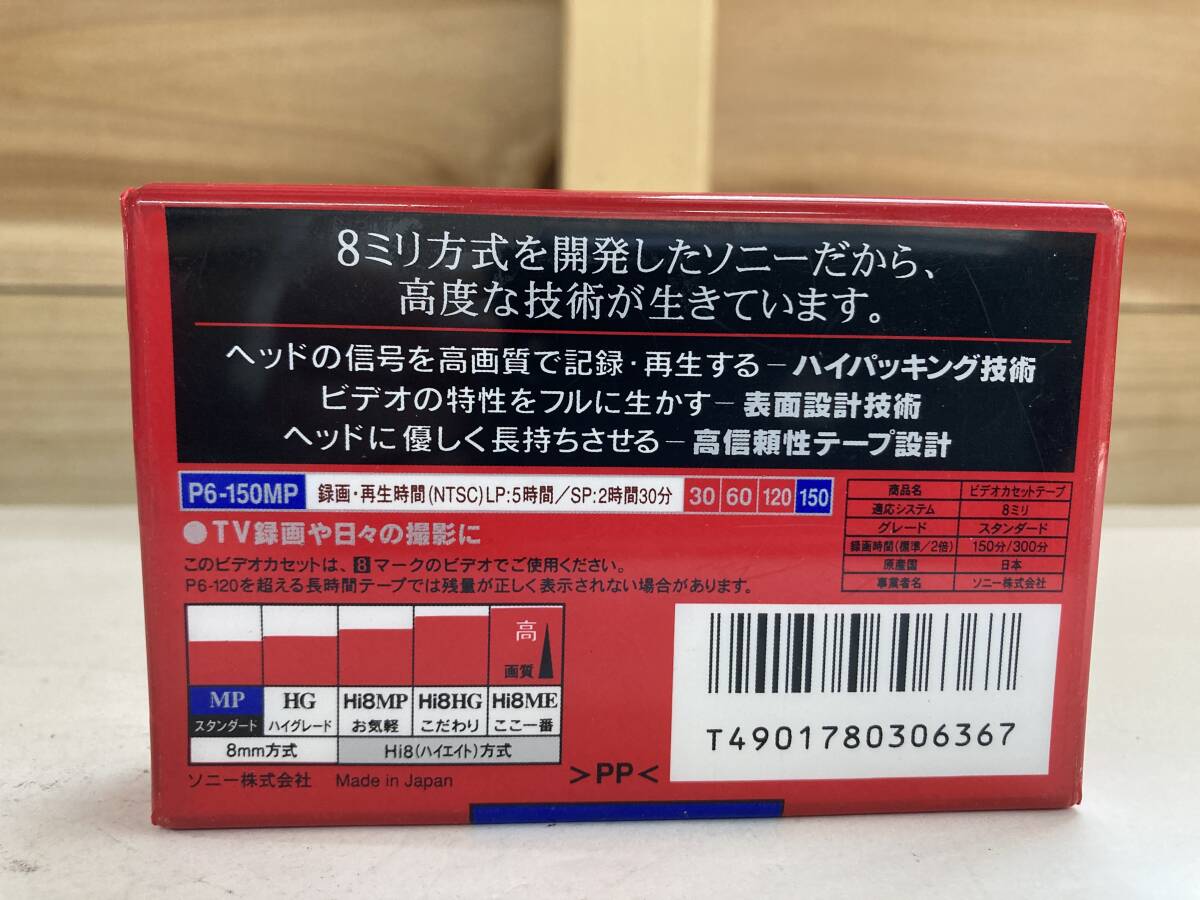 8ミリ方式を開発したソニーだから、
高度な技術が生きています。
ヘッドの信号を高画質で記録・再生する－ハイパッキング技術
ビデオの特性をフルに生かす－表面設計技術
ヘッドに優しく長持ちさせる－高信頼性テープ設計
P6-150MP 録画・再生時間(NTSC)LP:5時間/SP:2時間30分 30 60 120 150
●TV録画や日々の撮影に
このビデオカセットは、8マークのビデオでご使用ください。
P6-120を超える長時間テープでは残量が正しく表示されない場合があります。
商品名 ビデオカセットテープ
適応システム 8ミリ
グレード スタンダード
録画時間(標準/2倍) 150分/300分
原産国 日本
事業者名 ソニー株式会社
高
画質
MP HG Hi8MP Hi8HG Hi8ME
スタンダード ハイグレード お気軽 こだわり ここ一番
8mm方式 Hi8(ハイエイト)方式
ソニー株式会社 Made in Japan
>PP<
T4901780306367